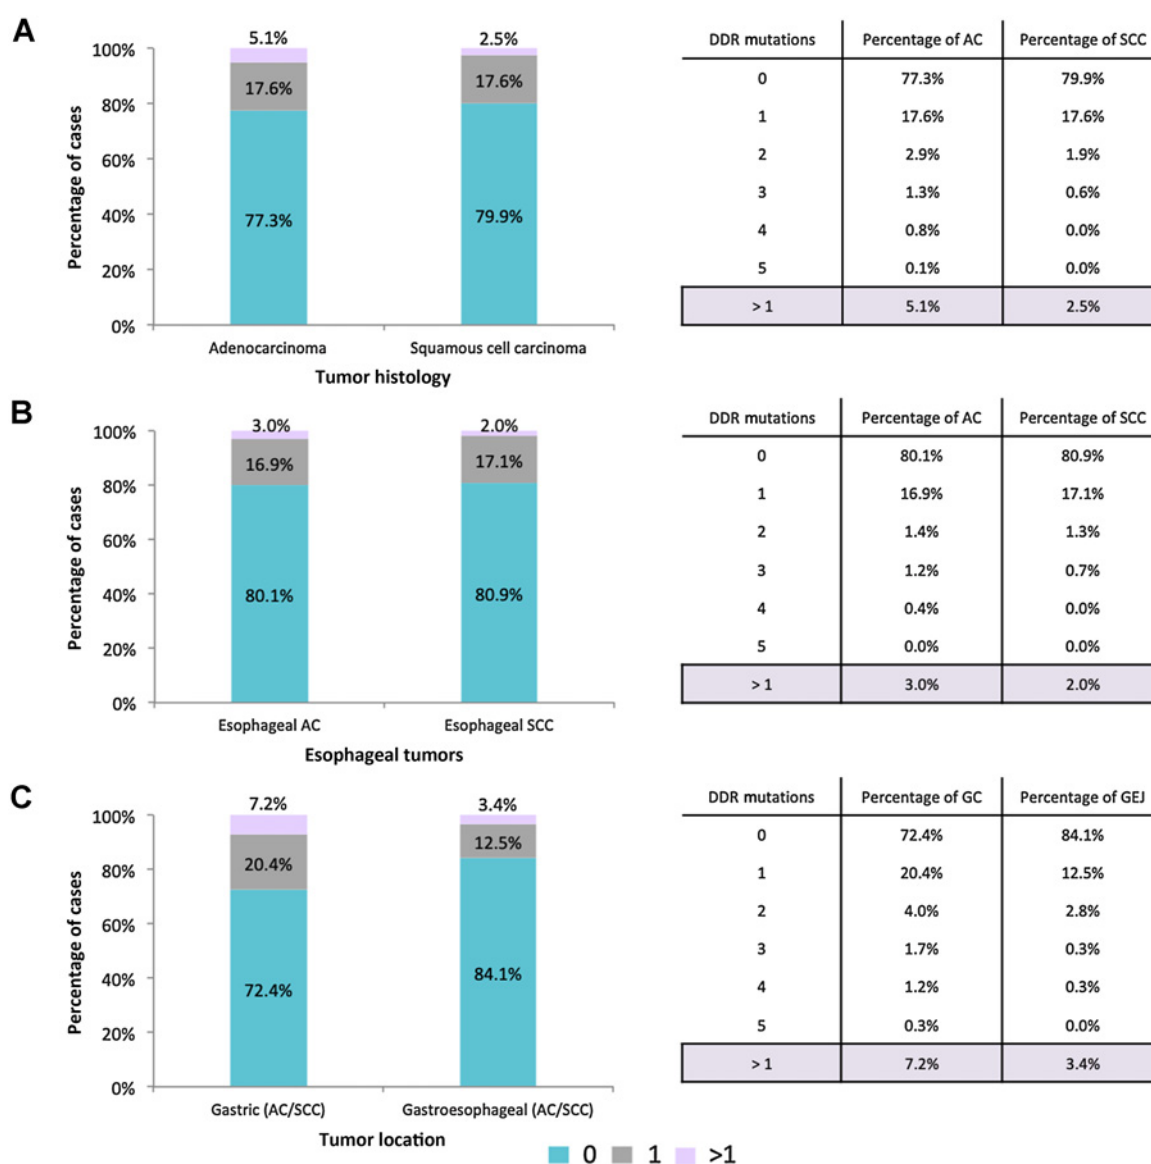 A
100%
80%
60%
40%
20%
0%
Percentage of cases
5.1%
17.6%
77.3%
2.5%
17.6%
79.9%
Adenocarcinoma
Squamous cell carcinoma
Tumor histology
DDR mutations Percentage of AC Percentage of SCC
0 77.3% 79.9%
1 17.6% 17.6%
2 2.9% 1.9%
3 1.3% 0.6%
4 0.8% 0.0%
5 0.1% 0.0%
> 1 5.1% 2.5%
B
100%
80%
60%
40%
20%
0%
Percentage of cases
3.0%
16.9%
80.1%
2.0%
17.1%
80.9%
Esophageal AC
Esophageal SCC
Esophageal tumors
DDR mutations Percentage of AC Percentage of SCC
0 80.1% 80.9%
1 16.9% 17.1%
2 1.4% 1.3%
3 1.2% 0.7%
4 0.4% 0.0%
5 0.0% 0.0%
> 1 3.0% 2.0%
C
100%
80%
60%
40%
20%
0%
Percentage of cases
7.2%
20.4%
72.4%
3.4%
12.5%
84.1%
Gastric (AC/SCC)
Gastroesophageal (AC/SCC)
Tumor location
DDR mutations Percentage of GC Percentage of GEJ
0 72.4% 84.1%
1 20.4% 12.5%
2 4.0% 2.8%
3 1.7% 0.3%
4 1.2% 0.3%
5 0.3% 0.0%
> 1 7.2% 3.4%
0 1 >1